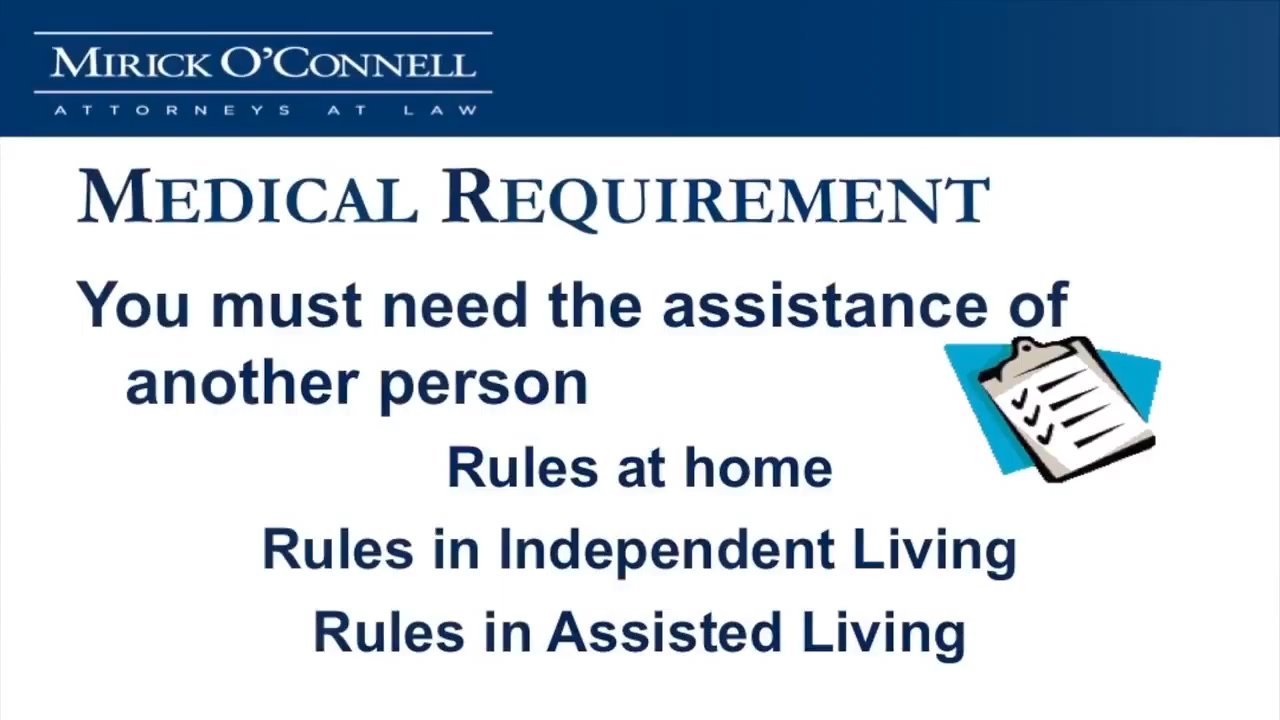 MIRICK O'CONNELL
ATTORNEYS AT LAW
MEDICAL REQUIREMENT
You must need the assistance of
another person
Rules at home
Rules in Independent Living
Rules in Assisted Living